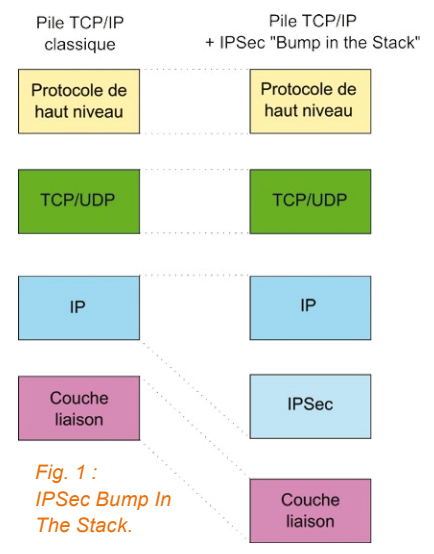 Pile TCP/IP
classique
Pile TCP/IP
+ IPSec "Bump in the Stack"
Protocole de
haut niveau
Protocole de
haut niveau
TCP/UDP
TCP/UDP
IP
IP
Couche
liaison
IPSec
Fig. 1 :
IPSec Bump In
The Stack.
Couche
liaison